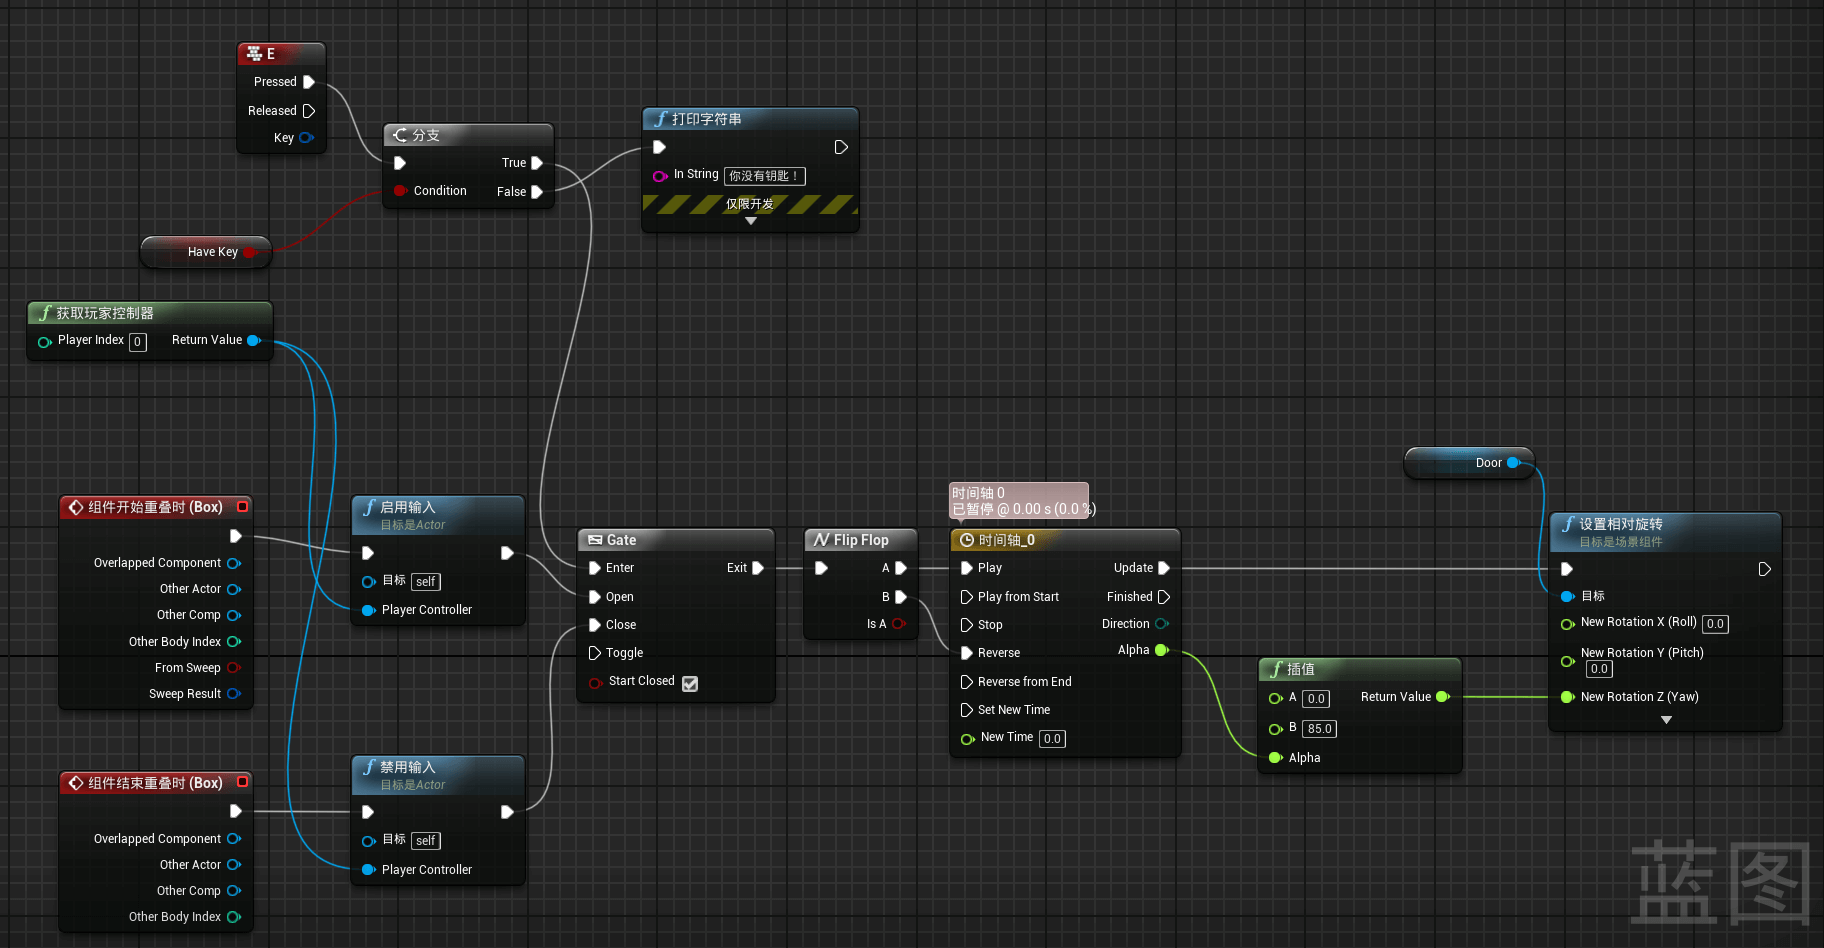 E
Pressed
Released
Key
分支
True
Condition
False
打印字符串
In String 你没有钥匙！
仅限开发
Have Key
获取玩家控制器
Player Index 0
Return Value
组件开始重叠时 (Box)
Overlapped Component
Other Actor
Other Comp
Other Body Index
From Sweep
Sweep Result
启用输入
目标是Actor
目标 self
Player Controller
组件结束重叠时 (Box)
Overlapped Component
Other Actor
Other Comp
Other Body Index
禁用输入
目标是Actor
目标 self
Player Controller
Gate
Enter
Exit
Open
Close
Toggle
Start Closed
Flip Flop
A
B
Is A
时间轴 0
已暂停 @ 0.00 s (0.0 %)
时间轴_0
Play
Update
Play from Start
Finished
Stop
Direction
Reverse
Alpha
Reverse from End
Set New Time
New Time 0.0
插值
A 0.0
Return Value
B 85.0
Alpha
Door
设置相对旋转
目标是场景组件
目标
New Rotation X (Roll) 0.0
New Rotation Y (Pitch)
0.0
New Rotation Z (Yaw)
蓝图